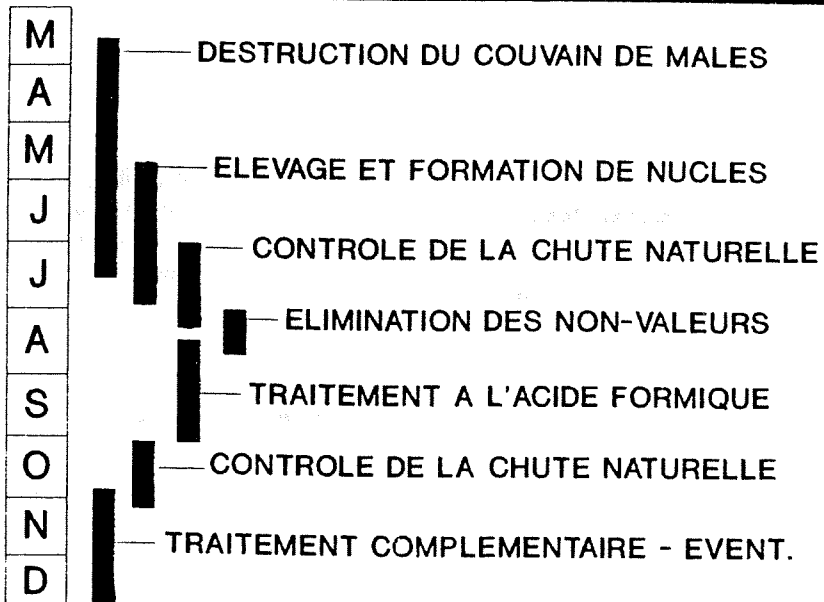 M
DESTRUCTION DU COUVAIN DE MALES
A
M
ELEVAGE ET FORMATION DE NUCLES
J
CONTROLE DE LA CHUTE NATURELLE
J
ELIMINATION DES NON-VALEURS
A
TRAITEMENT A L'ACIDE FORMIQUE
S
O
CONTROLE DE LA CHUTE NATURELLE
N
TRAITEMENT COMPLEMENTAIRE - EVENT.
D